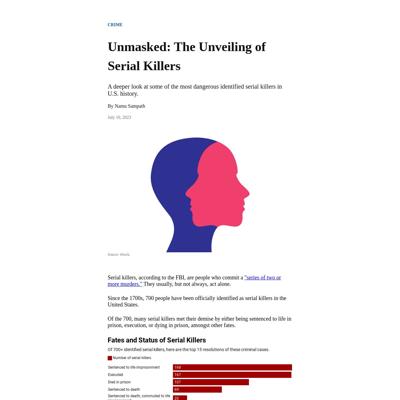 CRIME
Unmasked: The Unveiling of
Serial Killers
A deeper look at some of the most dangerous identified serial killers in
U.S. history.
By Namu Sampath
July 10, 2023
Serial killers, according to the FBI, are people who commit a "series of two or
more murders." They usually, but not always, act alone.
Since the 1700s, 700 people have been officially identified as serial killers in the
United States.
Of the 700, many serial killers met their demise by either being sentenced to life in
prison, execution, or dying in prison, amongst other fates.
Fates and Status of Serial Killers
Of 700+ identified serial killers, here are the top 15 resolutions of these criminal cases.
Number of serial killers
Sentenced to life imprisonment 168
Executed 167
Died in prison 107
Sentenced to death
Sentenced to death, commuted to life